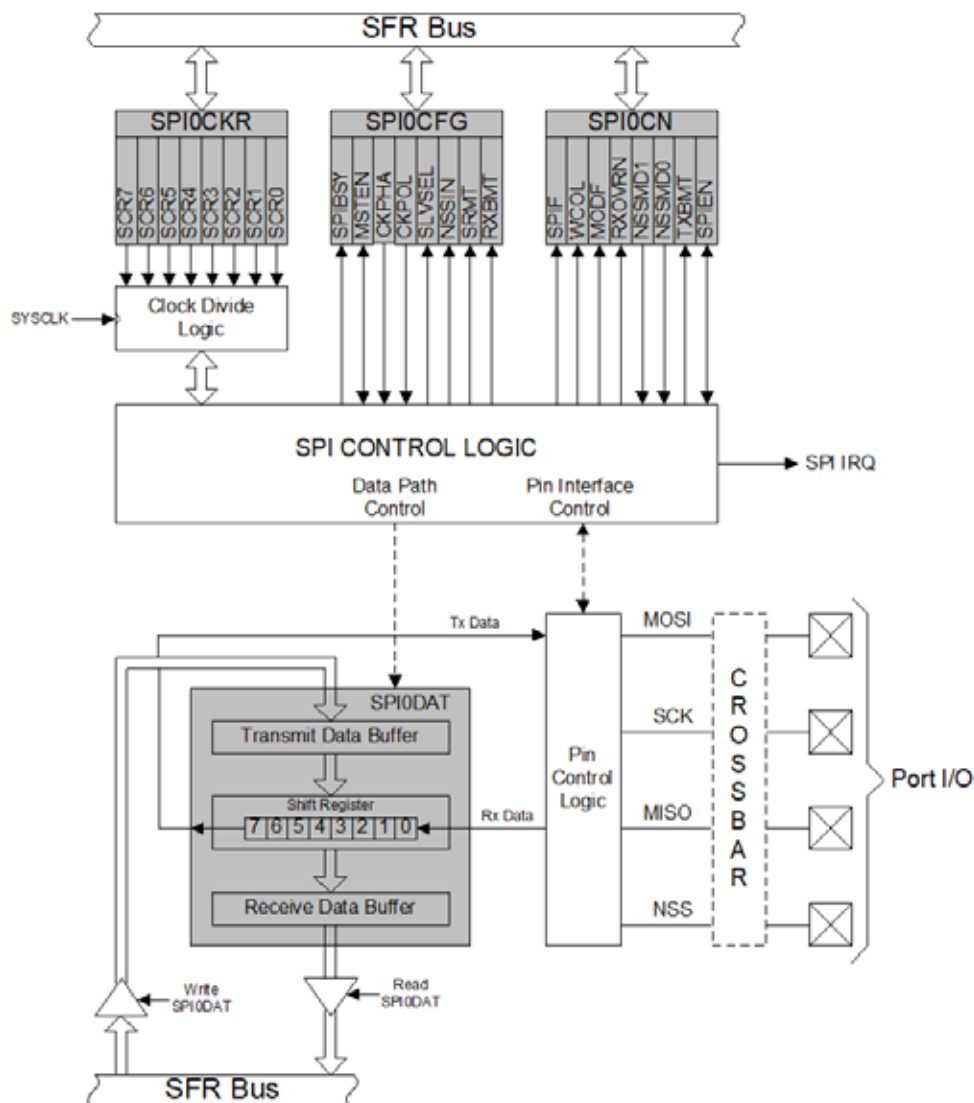 SFR Bus
SPI0CKR
SCR7
SCR6
SCR5
SCR4
SCR3
SCR2
SCR1
SCR0
SPI0CFG
SPIBSY
MSTEN
CKPHA
CKPOL
SLVSEL
NSSIN
SRMT
RXBMT
SPI0CN
SPIF
WCOL
MODF
RXOVRN
NSSMD1
NSSMD0
TXBMT
SPIEN
SYSCLK
Clock Divide
Logic
SPI CONTROL LOGIC
SPI IRQ
Data Path
Control
Pin Interface
Control
Tx Data
SPI0DAT
Transmit Data Buffer
Shift Register
7 6 5 4 3 2 1 0
Rx Data
Receive Data Buffer
Pin
Control
Logic
MOSI
SCK
MISO
NSS
CROSSBAR
Port I/O
Write
SPI0DAT
Read
SPI0DAT
SFR Bus